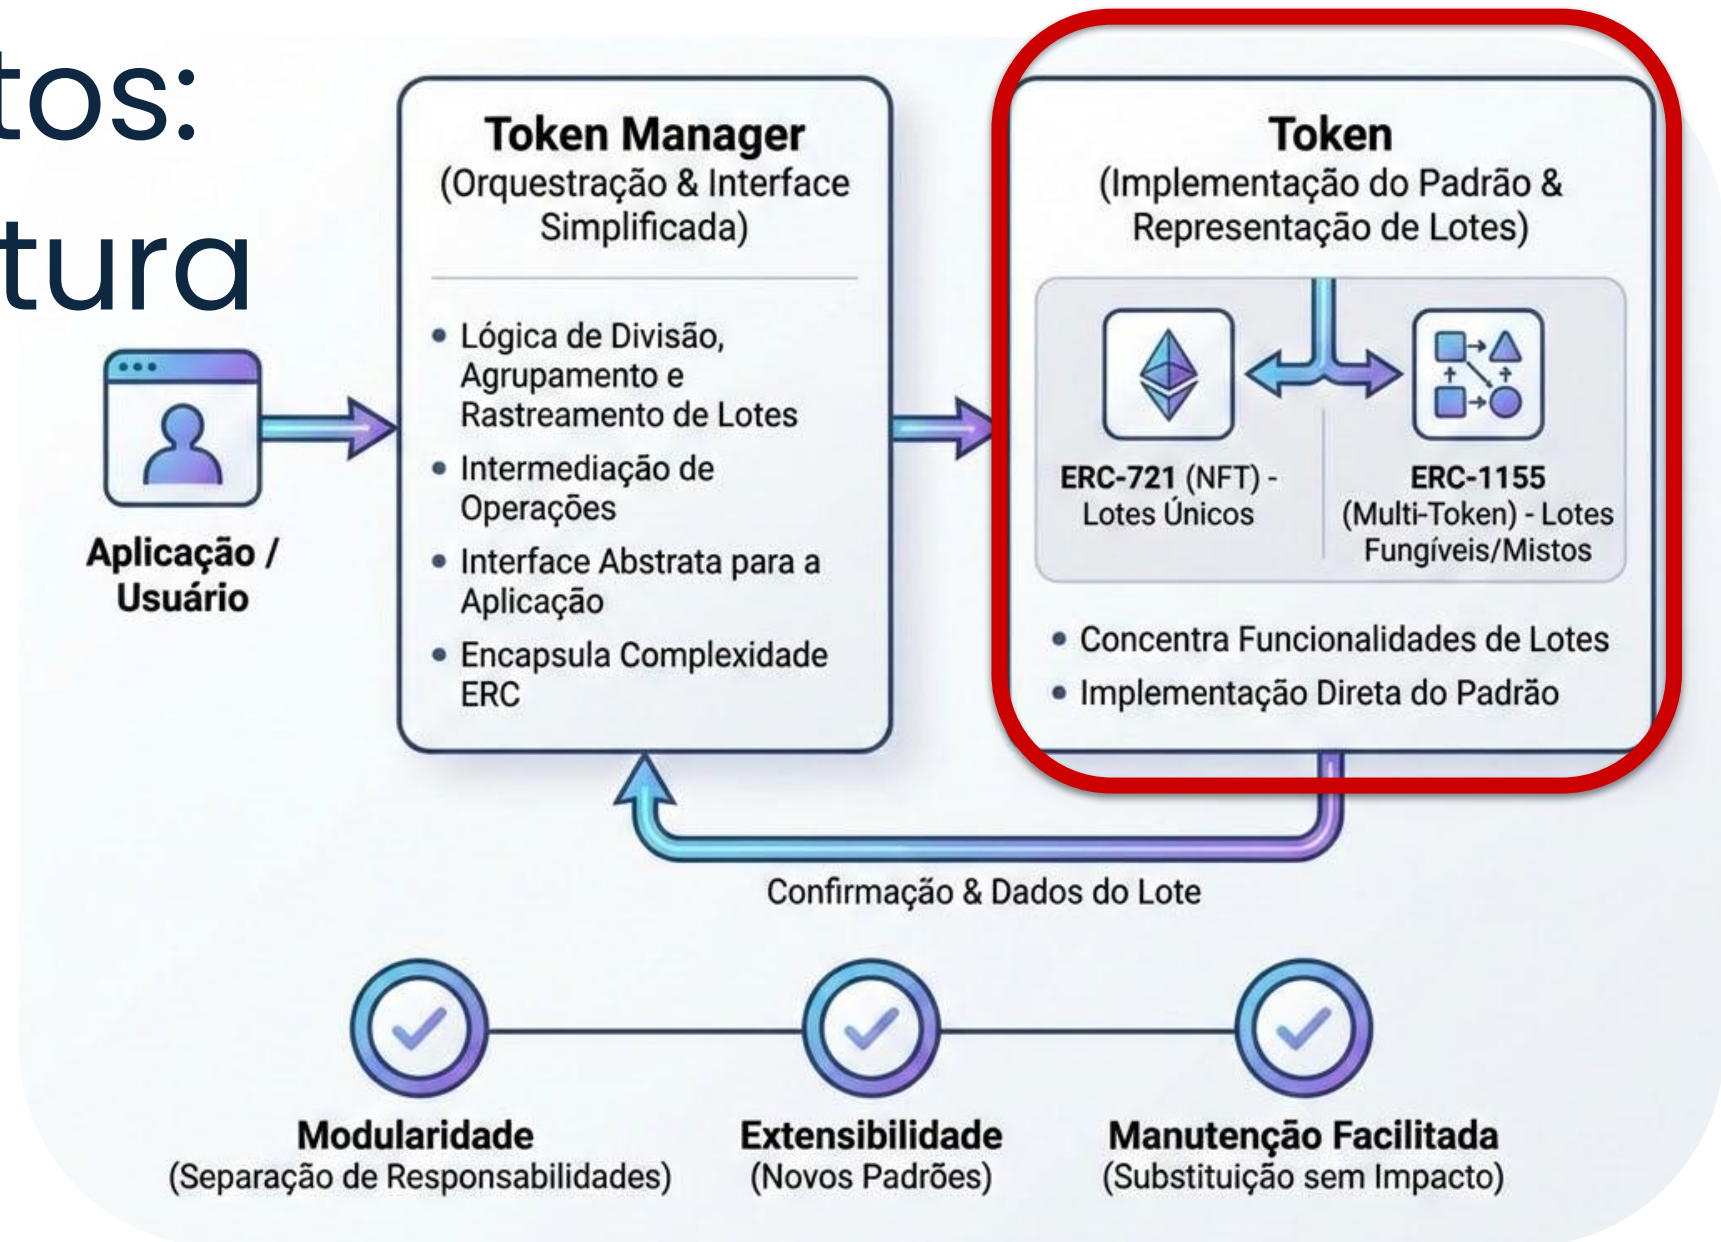 tos:
tura
Aplicação /
Usuário
Token Manager
(Orquestração & Interface
Simplificada)
• Lógica de Divisão,
Agrupamento e
Rastreamento de Lotes
• Intermediação de
Operações
• Interface Abstrata para a
Aplicação
• Encapsula Complexidade
ERC
Token
(Implementação do Padrão &
Representação de Lotes)
ERC-721 (NFT) -
Lotes Únicos
ERC-1155
(Multi-Token) - Lotes
Fungíveis/Mistos
• Concentra Funcionalidades de Lotes
• Implementação Direta do Padrão
Confirmação & Dados do Lote
Modularidade
(Separação de Responsabilidades)
Extensibilidade
(Novos Padrões)
Manutenção Facilitada
(Substituição sem Impacto)